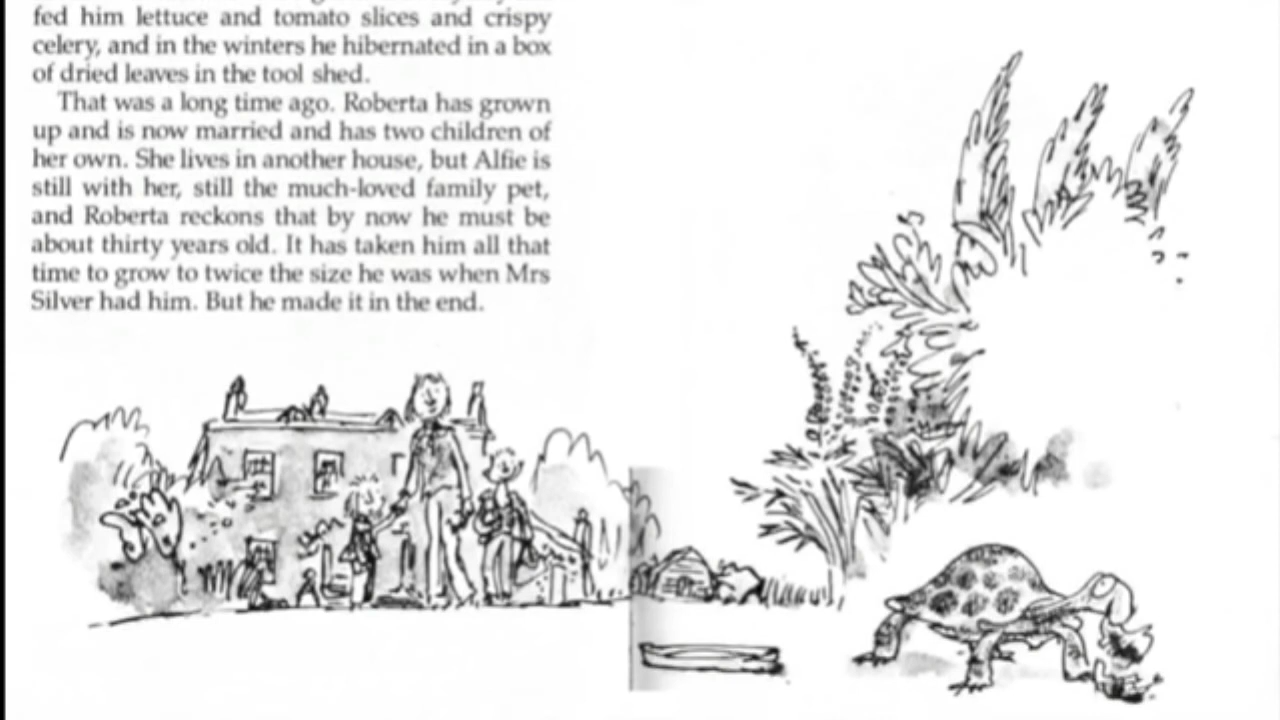 fed him lettuce and tomato slices and crispy
celery, and in the winters he hibernated in a box
of dried leaves in the tool shed.
That was a long time ago. Roberta has grown
up and is now married and has two children of
her own. She lives in another house, but Alfie is
still with her, still the much-loved family pet,
and Roberta reckons that by now he must be
about thirty years old. It has taken him all that
time to grow to twice the size he was when Mrs
Silver had him. But he made it in the end.